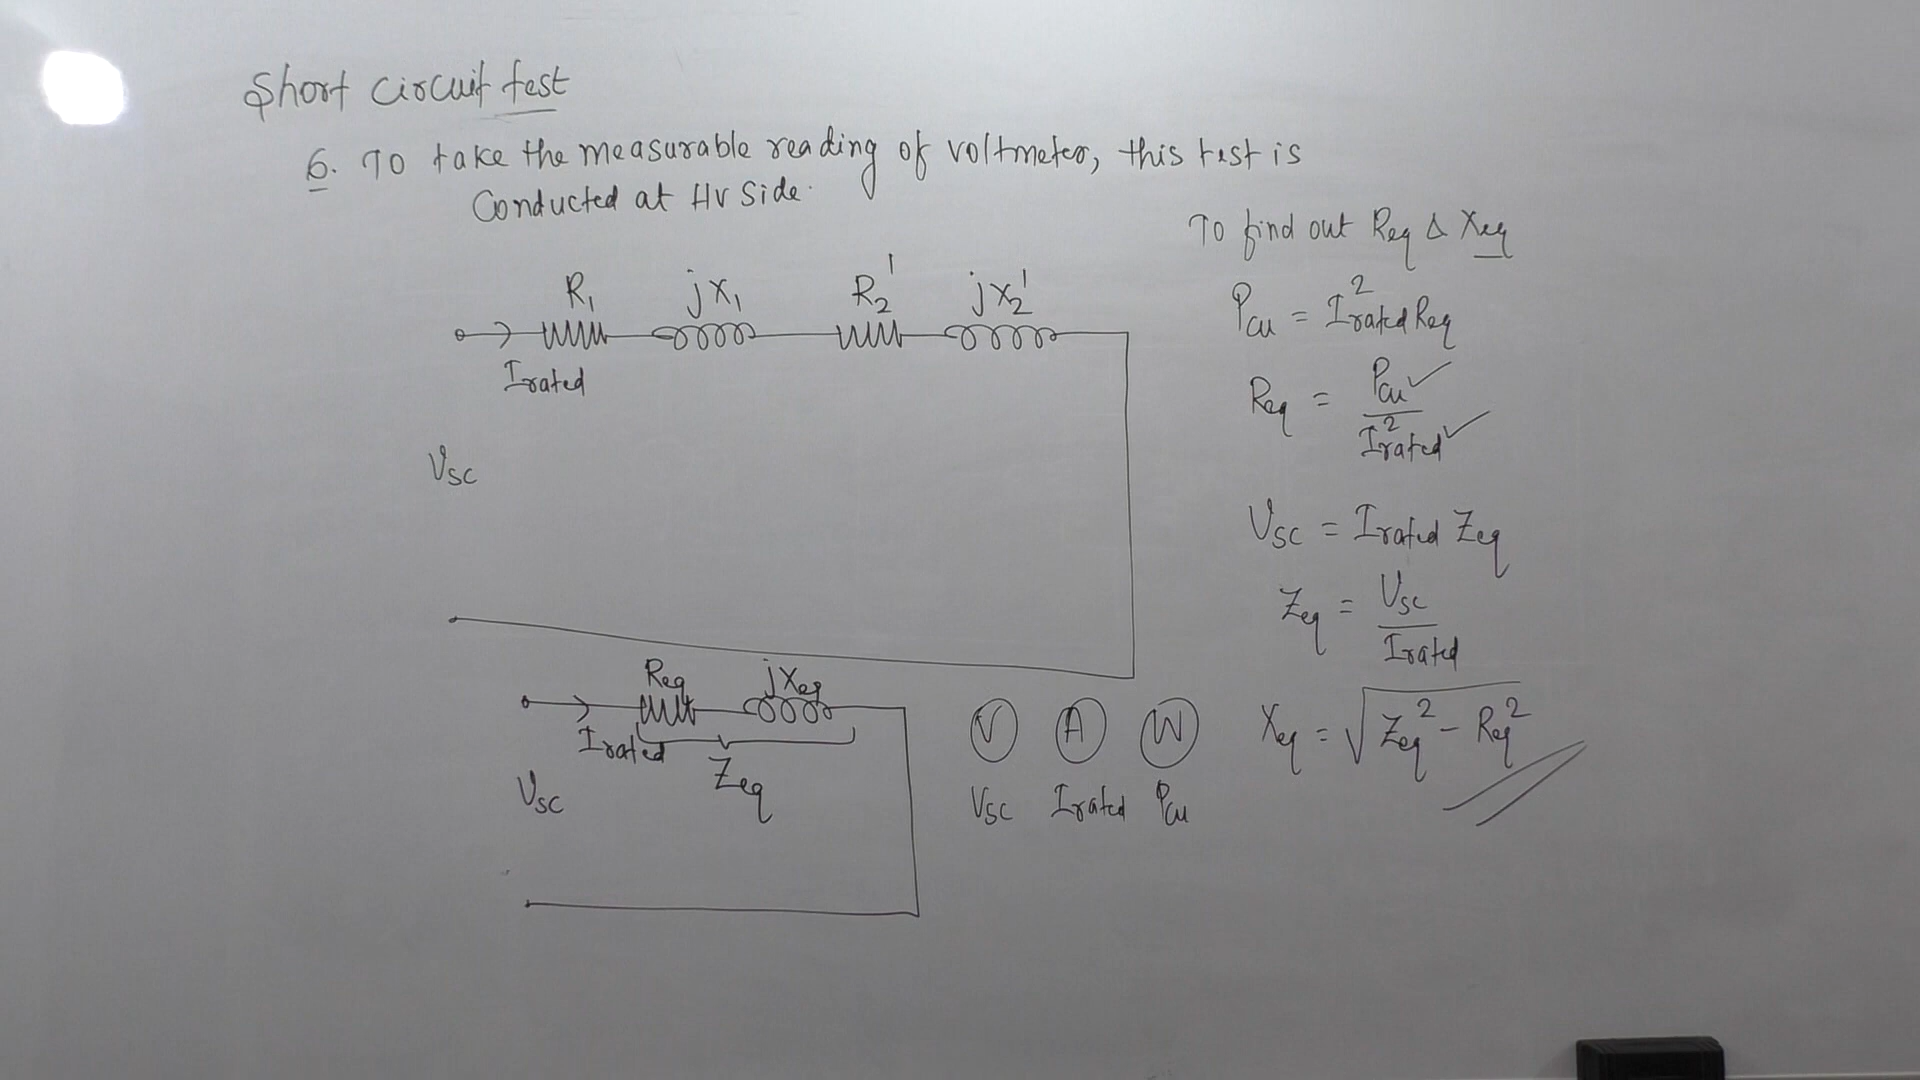 Short circuit test
6. To take the measurable reading of voltmeter, this test is
Conducted at HV side.
R₁ jX₁ R₂' jX₂'
Irated
Vsc
Req jXeq
Irated
Zeq
Vsc
V A W
Vsc Irated Pcu
To find out Req & Xeq
Pcu = I²rated Req
Req = Pcu ✓
I²rated ✓
Vsc = Irated Zeq
Zeq = Vsc
Irated
Xeq = √Zeq² - Req²